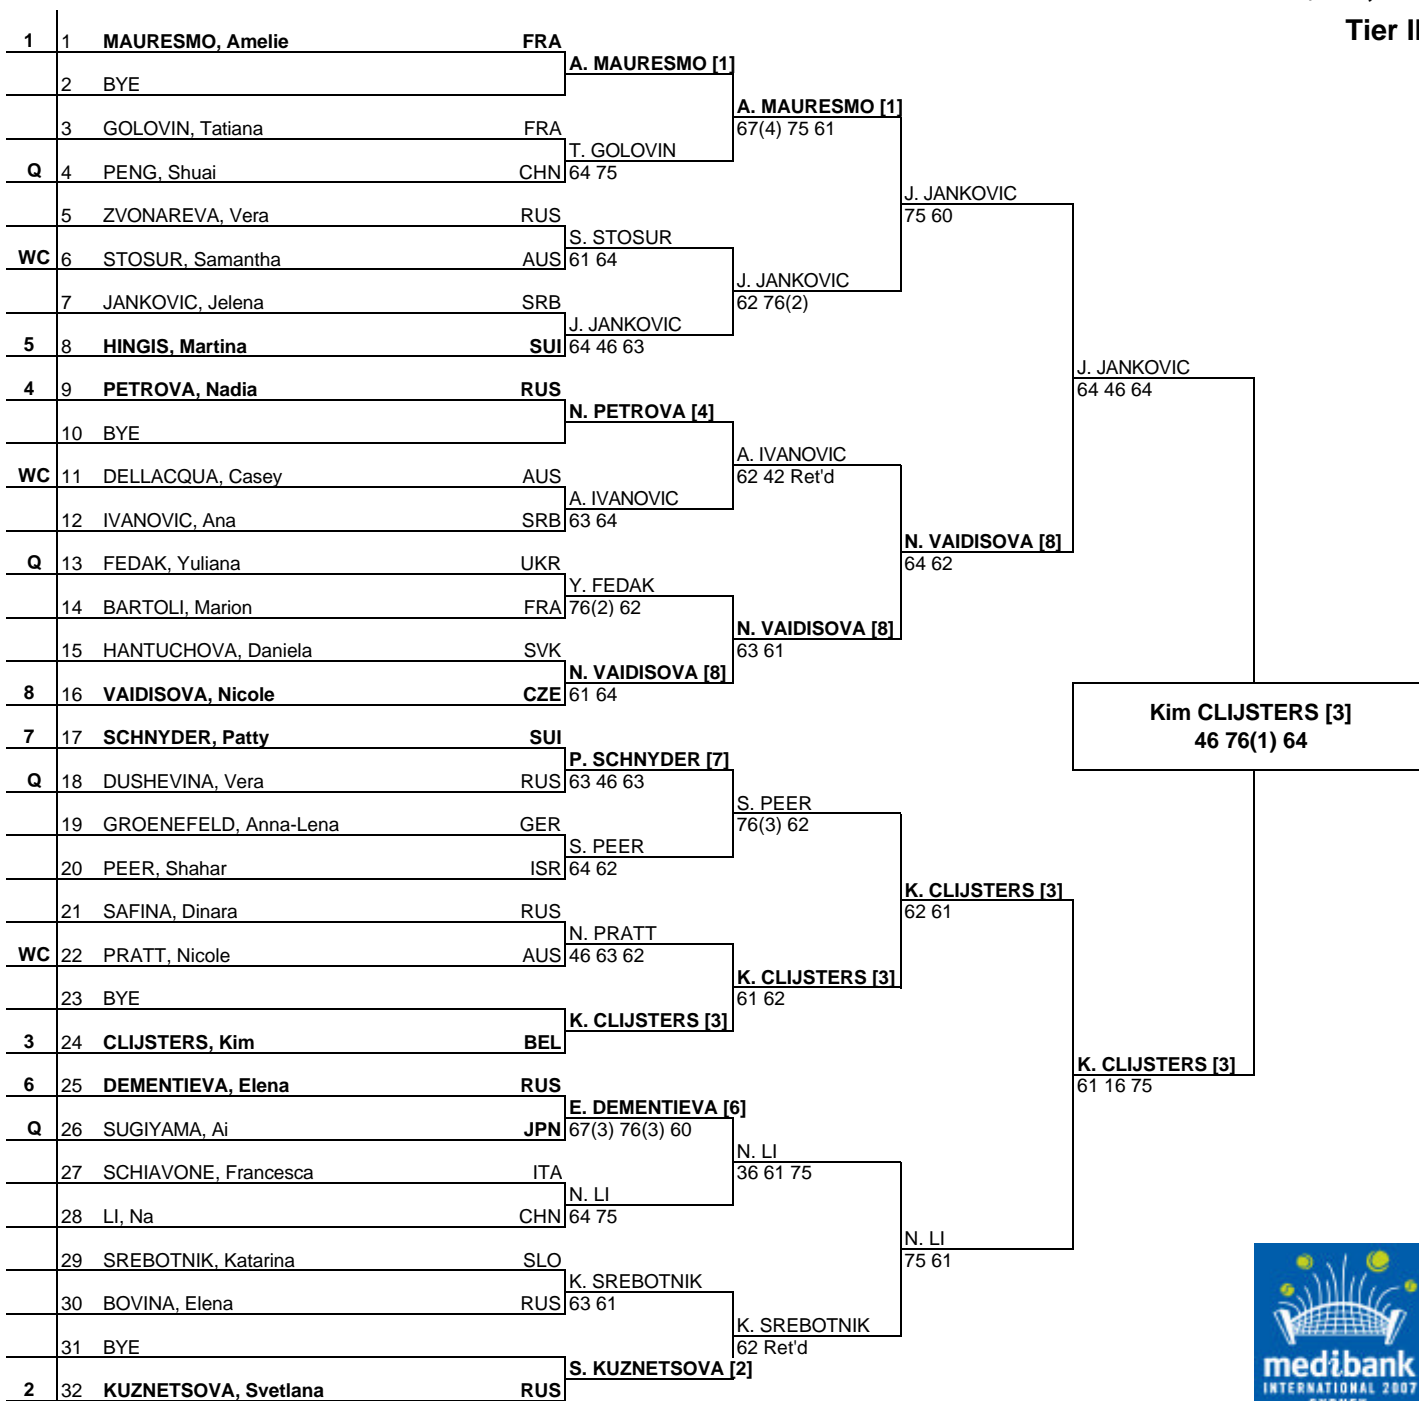 Tier II
1 1 MAURESMO, Amelie FRA
A. MAURESMO [1]
2 BYE
A. MAURESMO [1]
3 GOLOVIN, Tatiana FRA 67(4) 75 61
T. GOLOVIN
Q 4 PENG, Shuai CHN 64 75
J. JANKOVIC
5 ZVONAREVA, Vera RUS 75 60
S. STOSUR
WC 6 STOSUR, Samantha AUS 61 64
J. JANKOVIC
7 JANKOVIC, Jelena SRB 62 76(2)
J. JANKOVIC
5 8 HINGIS, Martina SUI 64 46 63
J. JANKOVIC
4 9 PETROVA, Nadia RUS 64 46 64
N. PETROVA [4]
10 BYE
A. IVANOVIC
WC 11 DELLACQUA, Casey AUS 62 42 Ret'd
A. IVANOVIC
12 IVANOVIC, Ana SRB 63 64
N. VAIDISOVA [8]
Q 13 FEDAK, Yuliana UKR 64 62
Y. FEDAK
14 BARTOLI, Marion FRA 76(2) 62
N. VAIDISOVA [8]
15 HANTUCHOVA, Daniela SVK 63 61
N. VAIDISOVA [8]
8 16 VAIDISOVA, Nicole CZE 61 64
Kim CLIJSTERS [3]
7 17 SCHNYDER, Patty SUI 46 76(1) 64
P. SCHNYDER [7]
Q 18 DUSHEVINA, Vera RUS 63 46 63
S. PEER
19 GROENEFELD, Anna-Lena GER 76(3) 62
S. PEER
20 PEER, Shahar ISR 64 62
K. CLIJSTERS [3]
21 SAFINA, Dinara RUS 62 61
N. PRATT
WC 22 PRATT, Nicole AUS 46 63 62
K. CLIJSTERS [3]
23 BYE 61 62
K. CLIJSTERS [3]
3 24 CLIJSTERS, Kim BEL
K. CLIJSTERS [3]
6 25 DEMENTIEVA, Elena RUS 61 16 75
E. DEMENTIEVA [6]
Q 26 SUGIYAMA, Ai JPN 67(3) 76(3) 60
N. LI
27 SCHIAVONE, Francesca ITA 36 61 75
N. LI
28 LI, Na CHN 64 75
N. LI
29 SREBOTNIK, Katarina SLO 75 61
K. SREBOTNIK
30 BOVINA, Elena RUS 63 61
K. SREBOTNIK
31 BYE 62 Ret'd
S. KUZNETSOVA [2]
2 32 KUZNETSOVA, Svetlana RUS
medibank
INTERNATIONAL 2007